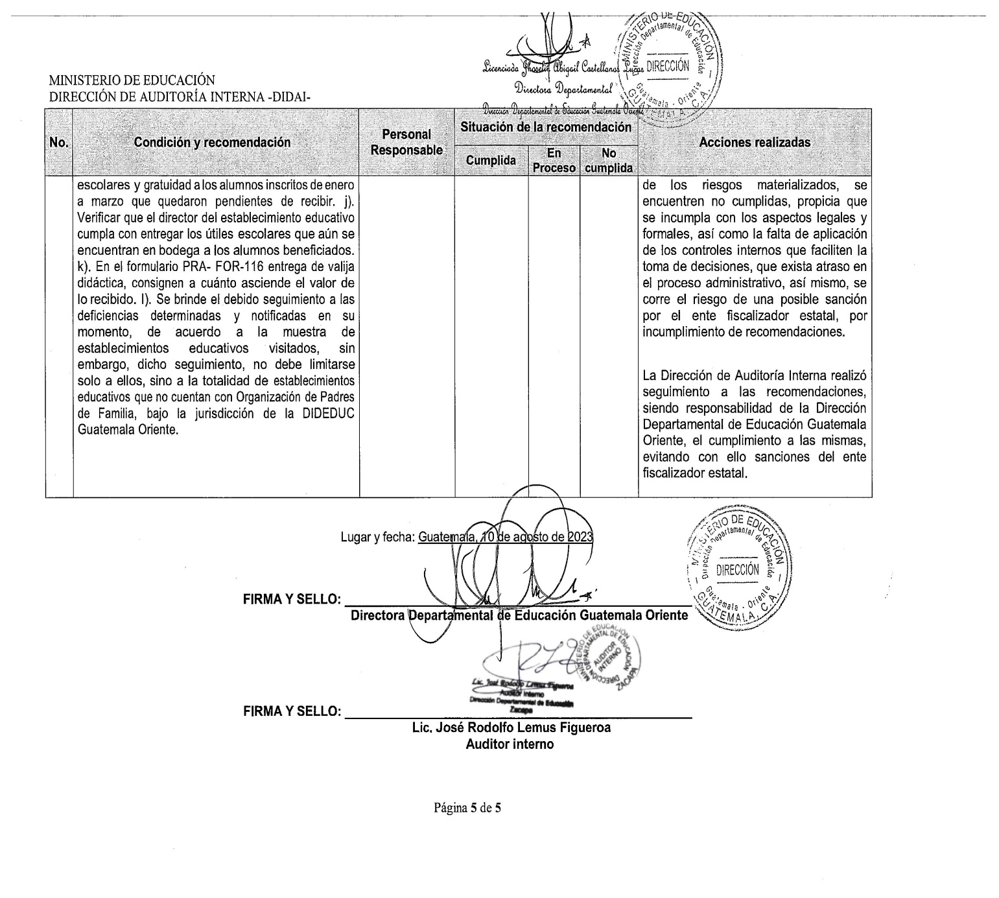 MINISTERIO DE EDUCACIÓN
Dirección Departamental de Educación
DIRECCIÓN
Guatemala - Oriente
GUATEMALA, C.A.
Licenciada Jhoselin Abigail Castellanos Lucas
Directora Departamental
Dirección Departamental de Educación Guatemala Oriente
MINISTERIO DE EDUCACIÓN
DIRECCIÓN DE AUDITORÍA INTERNA -DIDAI-
No.
Condición y recomendación
Personal
Responsable
Situación de la recomendación
Cumplida
En
Proceso
No
cumplida
Acciones realizadas
escolares y gratuidad a los alumnos inscritos de enero
a marzo que quedaron pendientes de recibir. j).
Verificar que el director del establecimiento educativo
cumpla con entregar los útiles escolares que aún se
encuentran en bodega a los alumnos beneficiados.
k). En el formulario PRA- FOR-116 entrega de valija
didáctica, consignen a cuánto asciende el valor de
lo recibido. l). Se brinde el debido seguimiento a las
deficiencias determinadas y notificadas en su
momento, de acuerdo a la muestra de
establecimientos educativos visitados, sin
embargo, dicho seguimiento, no debe limitarse
solo a ellos, sino a la totalidad de establecimientos
educativos que no cuentan con Organización de Padres
de Familia, bajo la jurisdicción de la DIDEDUC
Guatemala Oriente.
de los riesgos materializados, se
encuentren no cumplidas, propicia que
se incumpla con los aspectos legales y
formales, así como la falta de aplicación
de los controles internos que faciliten la
toma de decisiones, que exista atraso en
el proceso administrativo, así mismo, se
corre el riesgo de una posible sanción
por el ente fiscalizador estatal, por
incumplimiento de recomendaciones.
La Dirección de Auditoría Interna realizó
seguimiento a las recomendaciones,
siendo responsabilidad de la Dirección
Departamental de Educación Guatemala
Oriente, el cumplimiento a las mismas,
evitando con ello sanciones del ente
fiscalizador estatal.
Lugar y fecha: Guatemala, 10 de agosto de 2023
MINISTERIO DE EDUCACIÓN
Dirección Departamental de Educación
DIRECCIÓN
Guatemala - Oriente
GUATEMALA, C.A.
FIRMA Y SELLO:
Directora Departamental de Educación Guatemala Oriente
MINISTERIO DE EDUCACIÓN
DIRECCIÓN DEPARTAMENTAL DE EDUCACIÓN
AUDITOR
INTERNO
ZACAPA
Lic. José Rodolfo Lemus Figueroa
Auditor Interno
Dirección Departamental de Educación
Zacapa
FIRMA Y SELLO:
Lic. José Rodolfo Lemus Figueroa
Auditor interno
Página 5 de 5